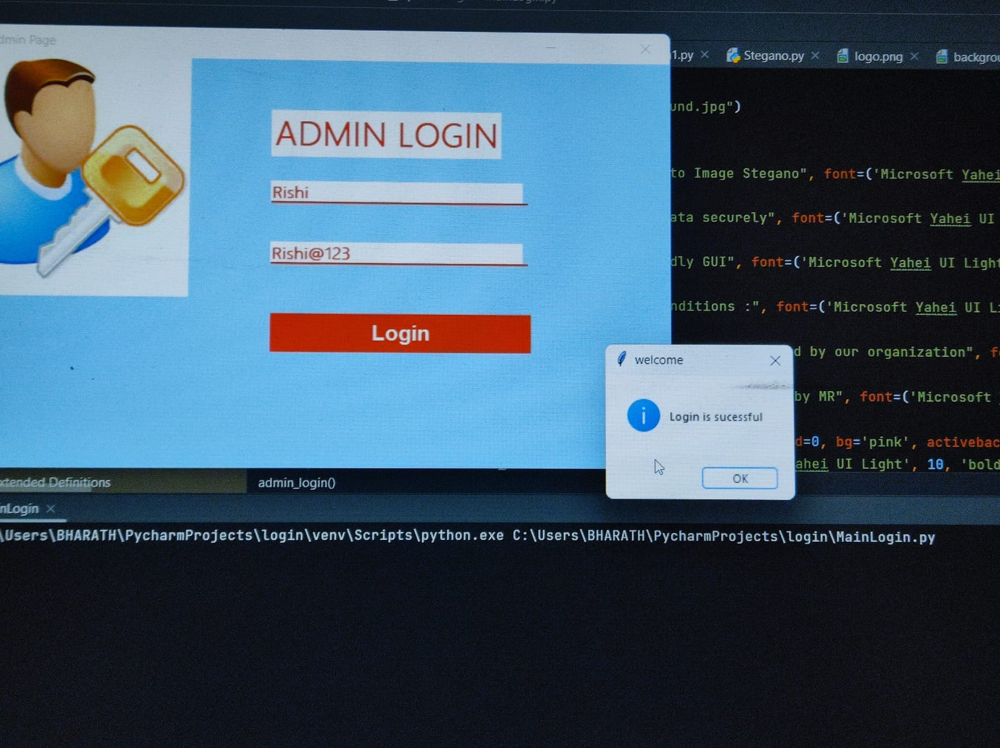 dmin Page
1.py
Stegano.py
logo.png
backgrou
und.jpg")
ADMIN LOGIN
to Image Stegano", font=('Microsoft Yahei
Rishi
ata securely", font=('Microsoft Yahei UI
Rishi@123
dly GUI", font=('Microsoft Yahei UI Light
nditions :", font=('Microsoft Yahei UI Li
Login
d by our organization", f
welcome
by MR", font=('Microsoft
Login is sucessful
d=0, bg='pink', activebac
ahei UI Light', 10, 'bold
OK
xtended Definitions
admin_login()
nLogin
\Users\BHARATH\PycharmProjects\login\venv\Scripts\python.exe C:\Users\BHARATH\PycharmProjects\login\MainLogin.py